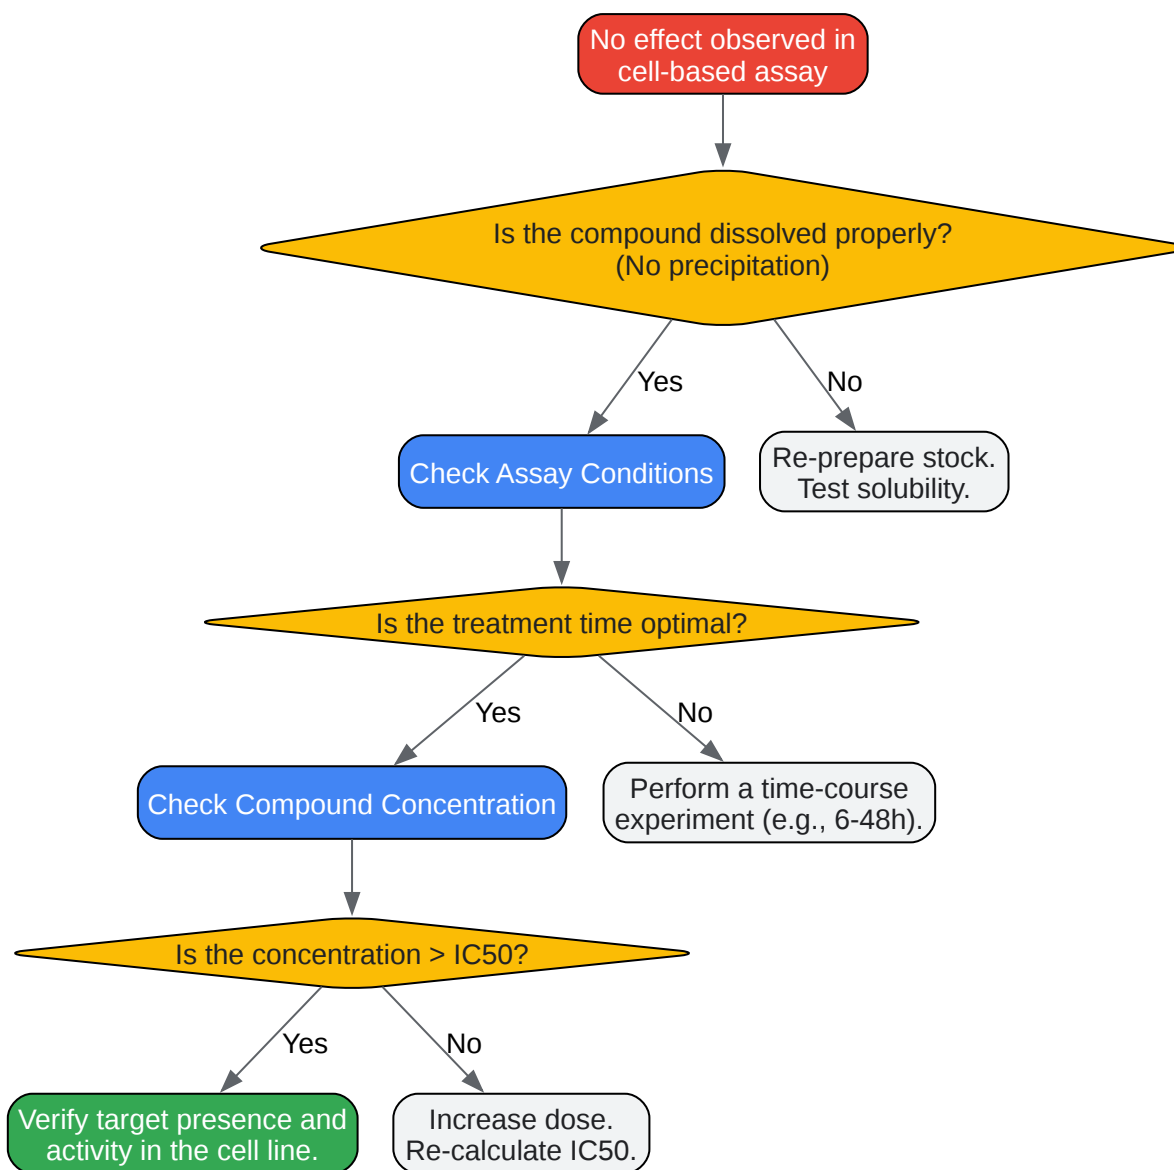 No effect observed in
cell-based assay
Is the compound dissolved properly?
(No precipitation)
Yes
No
Check Assay Conditions
Re-prepare stock.
Test solubility.
Is the treatment time optimal?
Yes
No
Check Compound Concentration
Perform a time-course
experiment (e.g., 6-48h).
Is the concentration > IC50?
Yes
No
Verify target presence and
activity in the cell line.
Increase dose.
Re-calculate IC50.